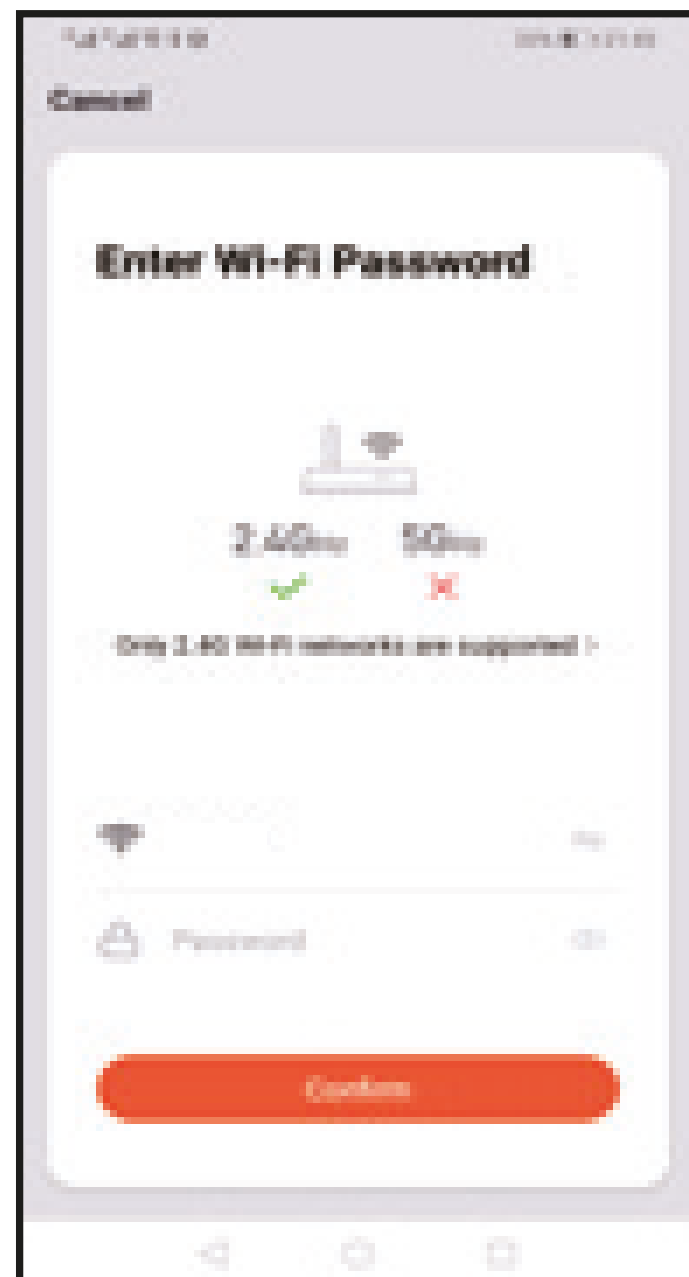 Cancel
Enter Wi-Fi Password
2.4GHz 5GHz
Only 2.4G Wi-Fi networks are supported >
Password
Confirm